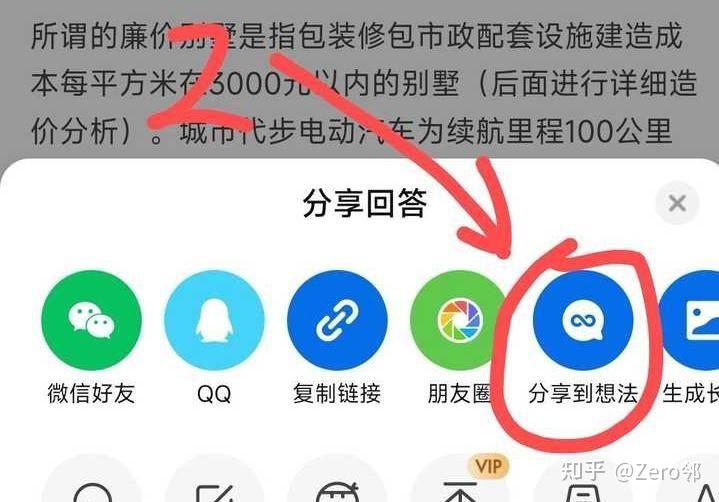 所谓的廉价别墅是指包装修包市政配套设施建造成
本每平方米在3000元以内的别墅（后面进行详细造
价分析）。城市代步电动汽车为续航里程100公里
2
分享回答
微信好友
QQ
复制链接
朋友圈
分享到想法
生成长
VIP
知乎 @Zero邻